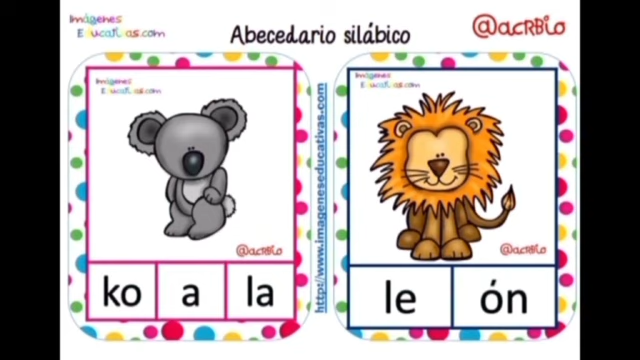 Imágenes
Educativas.com
Abecedario silábico
@acRBio
Imágenes
Educativas.com
@acRBio
ko a la
http://www.imageneseducativas.com
Imágenes
Educativas.com
@acRBio
le ón